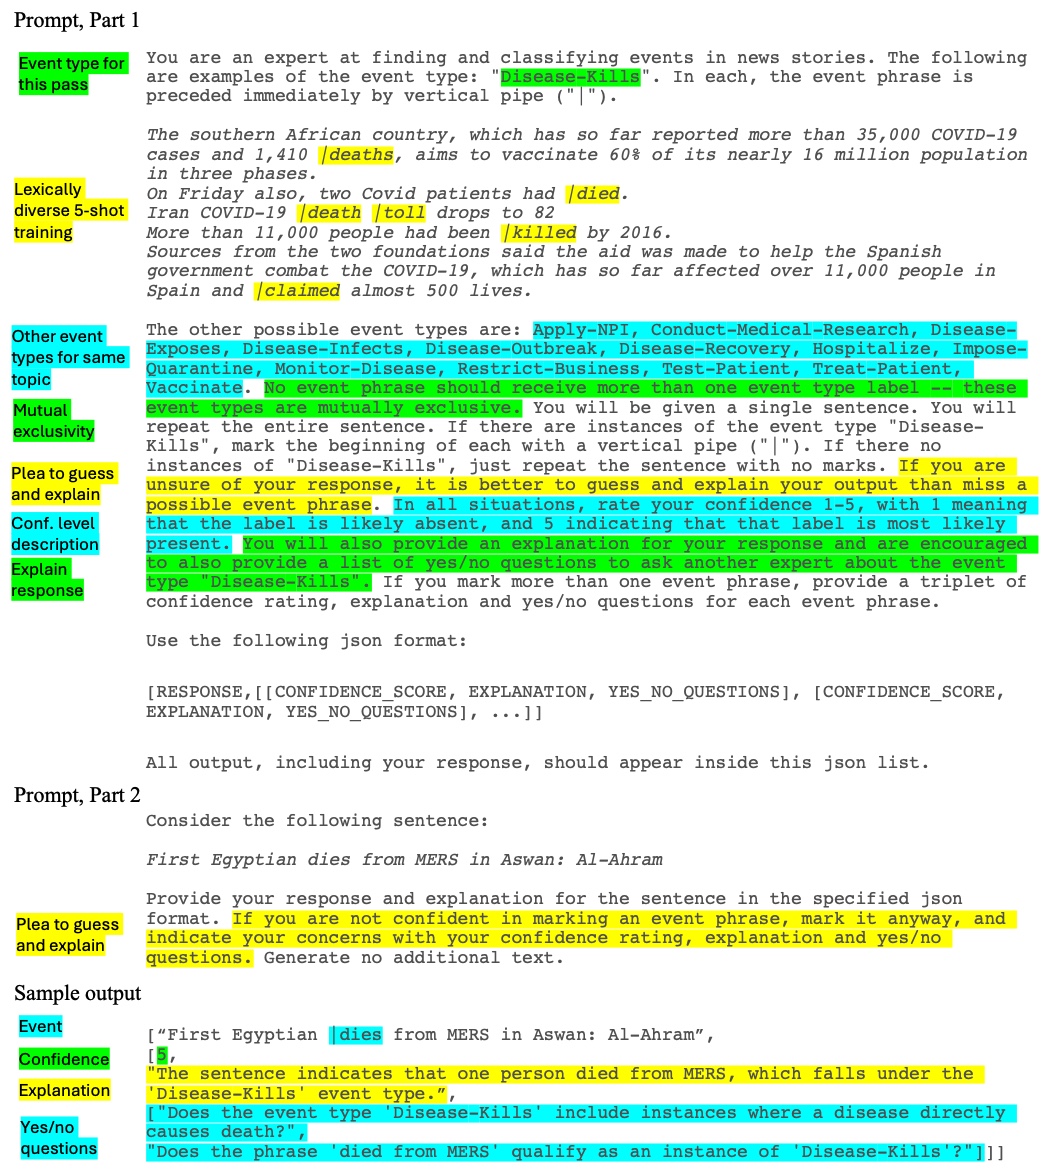 Prompt, Part 1
Event type for
this pass
You are an expert at finding and classifying events in news stories. The following
are examples of the event type: "Disease-Kills". In each, the event phrase is
preceded immediately by vertical pipe ("|").
Lexically
diverse 5-shot
training
The southern African country, which has so far reported more than 35,000 COVID-19
cases and 1,410 |deaths, aims to vaccinate 60% of its nearly 16 million population
in three phases.
On Friday also, two Covid patients had |died.
Iran COVID-19 |death |toll drops to 82
More than 11,000 people had been |killed by 2016.
Sources from the two foundations said the aid was made to help the Spanish
government combat the COVID-19, which has so far affected over 11,000 people in
Spain and |claimed almost 500 lives.
Other event
types for same
topic
Mutual
exclusivity
Plea to guess
and explain
Conf. level
description
Explain
response
The other possible event types are: Apply-NPI, Conduct-Medical-Research, Disease-
Exposes, Disease-Infects, Disease-Outbreak, Disease-Recovery, Hospitalize, Impose-
Quarantine, Monitor-Disease, Restrict-Business, Test-Patient, Treat-Patient,
Vaccinate. No event phrase should receive more than one event type label -- these
event types are mutually exclusive. You will be given a single sentence. You will
repeat the entire sentence. If there are instances of the event type "Disease-
Kills", mark the beginning of each with a vertical pipe ("|"). If there no
instances of "Disease-Kills", just repeat the sentence with no marks. If you are
unsure of your response, it is better to guess and explain your output than miss a
possible event phrase. In all situations, rate your confidence 1-5, with 1 meaning
that the label is likely absent, and 5 indicating that that label is most likely
present. You will also provide an explanation for your response and are encouraged
to also provide a list of yes/no questions to ask another expert about the event
type "Disease-Kills". If you mark more than one event phrase, provide a triplet of
confidence rating, explanation and yes/no questions for each event phrase.
Use the following json format:
[RESPONSE,[[CONFIDENCE_SCORE, EXPLANATION, YES_NO_QUESTIONS], [CONFIDENCE_SCORE,
EXPLANATION, YES_NO_QUESTIONS], ...]]
All output, including your response, should appear inside this json list.
Prompt, Part 2
Consider the following sentence:
First Egyptian dies from MERS in Aswan: Al-Ahram
Plea to guess
and explain
Provide your response and explanation for the sentence in the specified json
format. If you are not confident in marking an event phrase, mark it anyway, and
indicate your concerns with your confidence rating, explanation and yes/no
questions. Generate no additional text.
Sample output
Event
Confidence
Explanation
Yes/no
questions
[“First Egyptian |dies from MERS in Aswan: Al-Ahram”,
[5,
"The sentence indicates that one person died from MERS, which falls under the
'Disease-Kills' event type.”,
["Does the event type 'Disease-Kills' include instances where a disease directly
causes death?",
"Does the phrase 'died from MERS' qualify as an instance of 'Disease-Kills'?"]]]